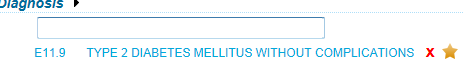 Diagnosis
E11.9 TYPE 2 DIABETES MELLITUS WITHOUT COMPLICATIONS X